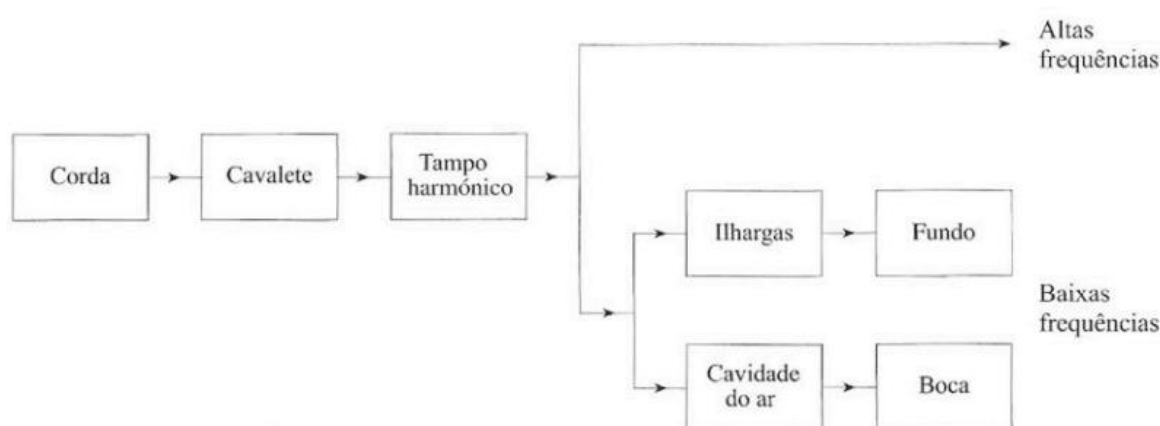 Altas
frequências
Corda
Cavalete
Tampo
harmónico
Ilhargas
Fundo
Baixas
frequências
Cavidade
do ar
Boca